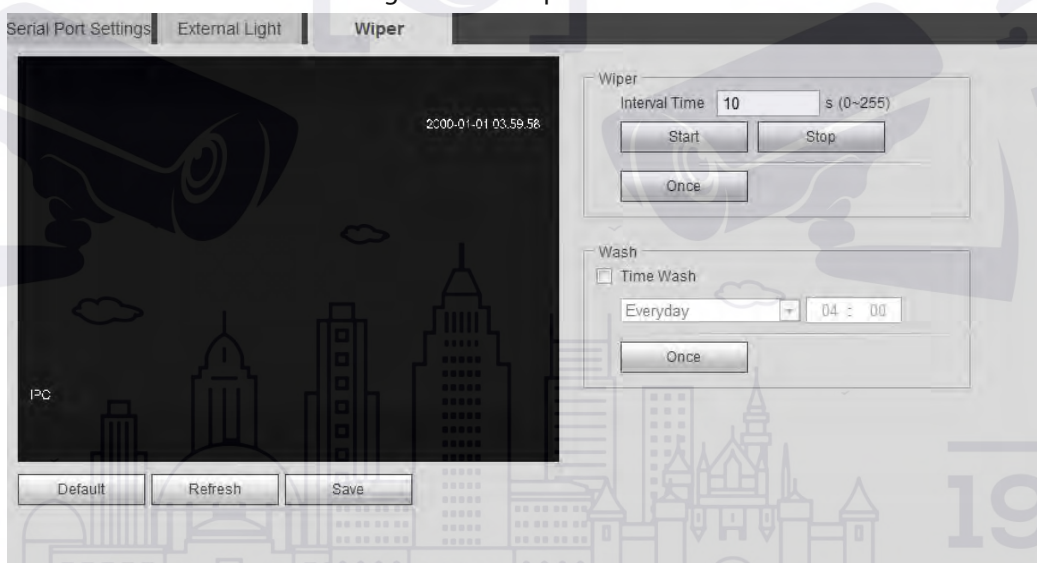 Serial Port Settings External Light Wiper
2000-01-01 03:59:58
IPC
Wiper
Interval Time 10 s (0~255)
Start Stop
Once
Wash
Time Wash
Everyday 04 : 00
Once
Default Refresh Save
19